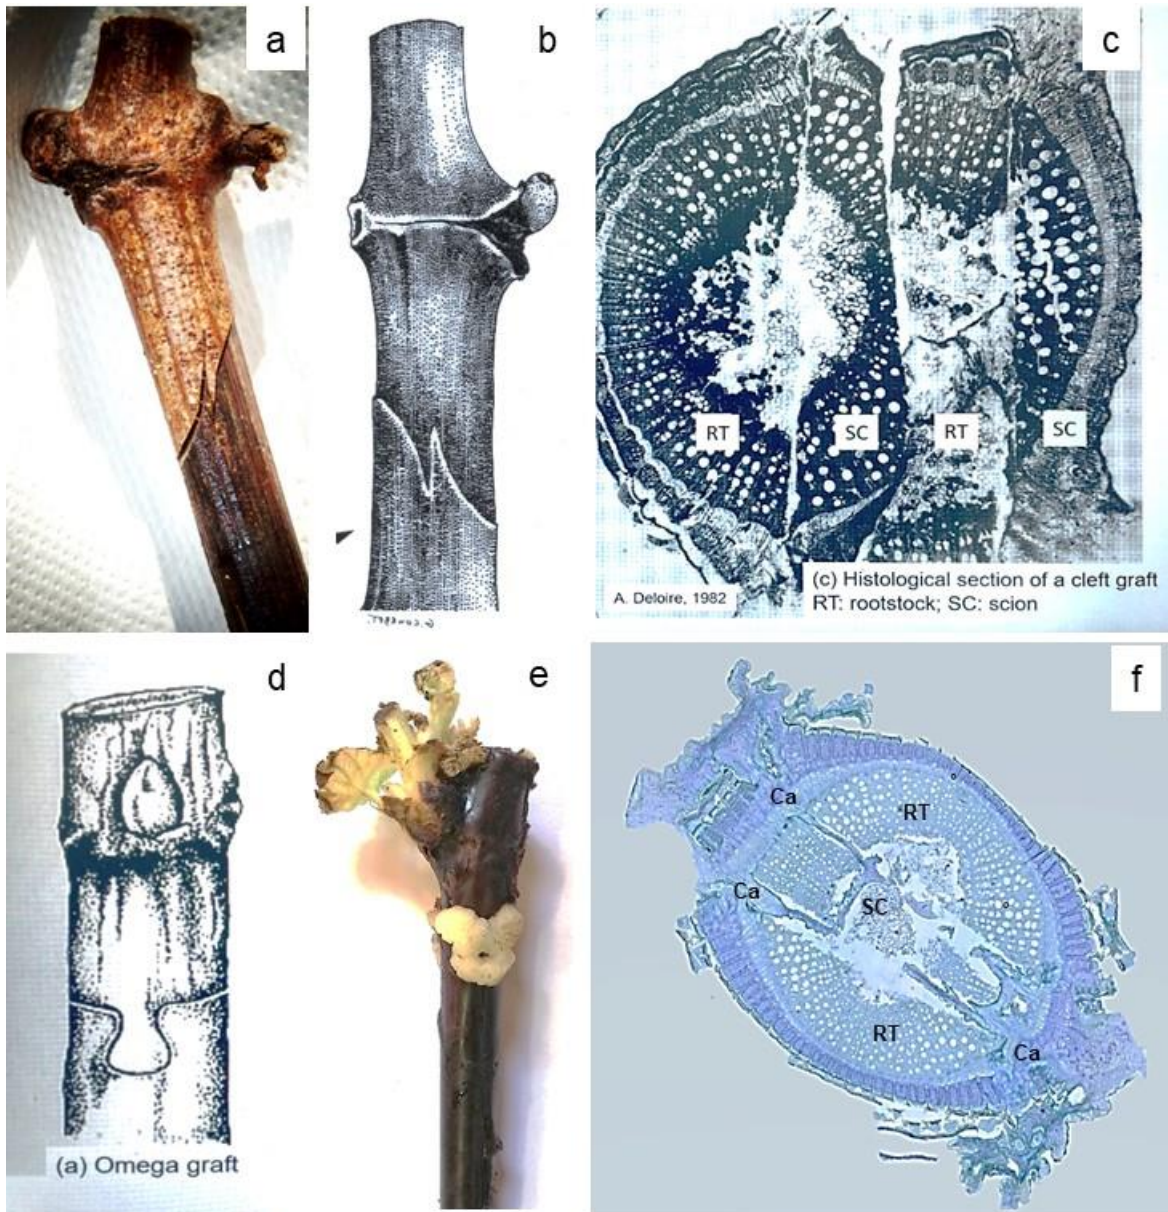 a
b
c
RT
SC
RT
SC
A. Deloire, 1982
(c) Histological section of a cleft graft
RT: rootstock; SC: scion
d
(a) Omega graft
e
f
Ca
RT
Ca
SC
RT
Ca